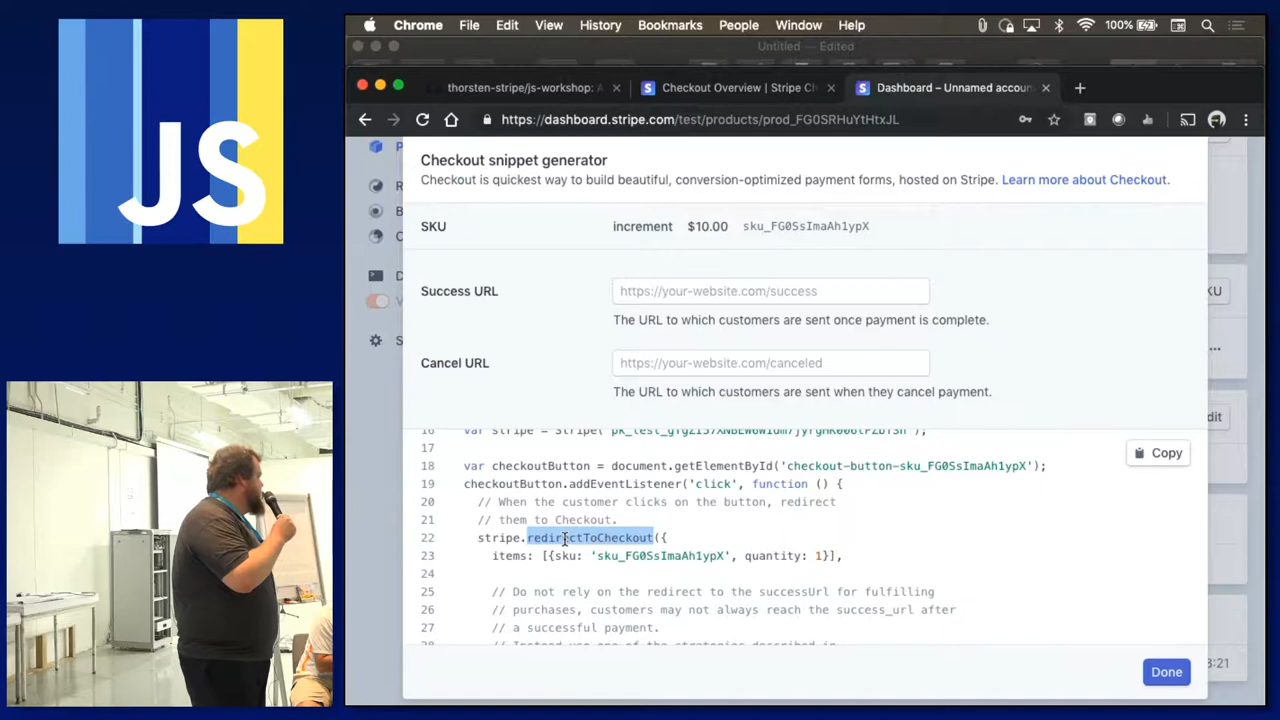 JS
Chrome File Edit View History Bookmarks People Window Help 100%
Untitled — Edited
thorsten-stripe/js-workshop: A
Checkout Overview | Stripe Ch
Dashboard – Unnamed accoun
https://dashboard.stripe.com/test/products/prod_FG0SRHuYtHtxJL
Checkout snippet generator
Checkout is quickest way to build beautiful, conversion-optimized payment forms, hosted on Stripe. Learn more about Checkout.
SKU increment $10.00 sku_FG0SsImaAh1ypX
Success URL https://your-website.com/success
The URL to which customers are sent once payment is complete.
Cancel URL https://your-website.com/canceled
The URL to which customers are sent when they cancel payment.
16 var stripe = Stripe(
17
18 var checkoutButton = document.getElementById('checkout-button-sku_FG0SsImaAh1ypX');
19 checkoutButton.addEventListener('click', function () {
20 // When the customer clicks on the button, redirect
21 // them to Checkout.
22 stripe.redirectToCheckout({
23 items: [{sku: 'sku_FG0SsImaAh1ypX', quantity: 1}],
24
25 // Do not rely on the redirect to the successUrl for fulfilling
26 // purchases, customers may not always reach the success_url after
27 // a successful payment.
Copy
Done
KU
dit
3:21